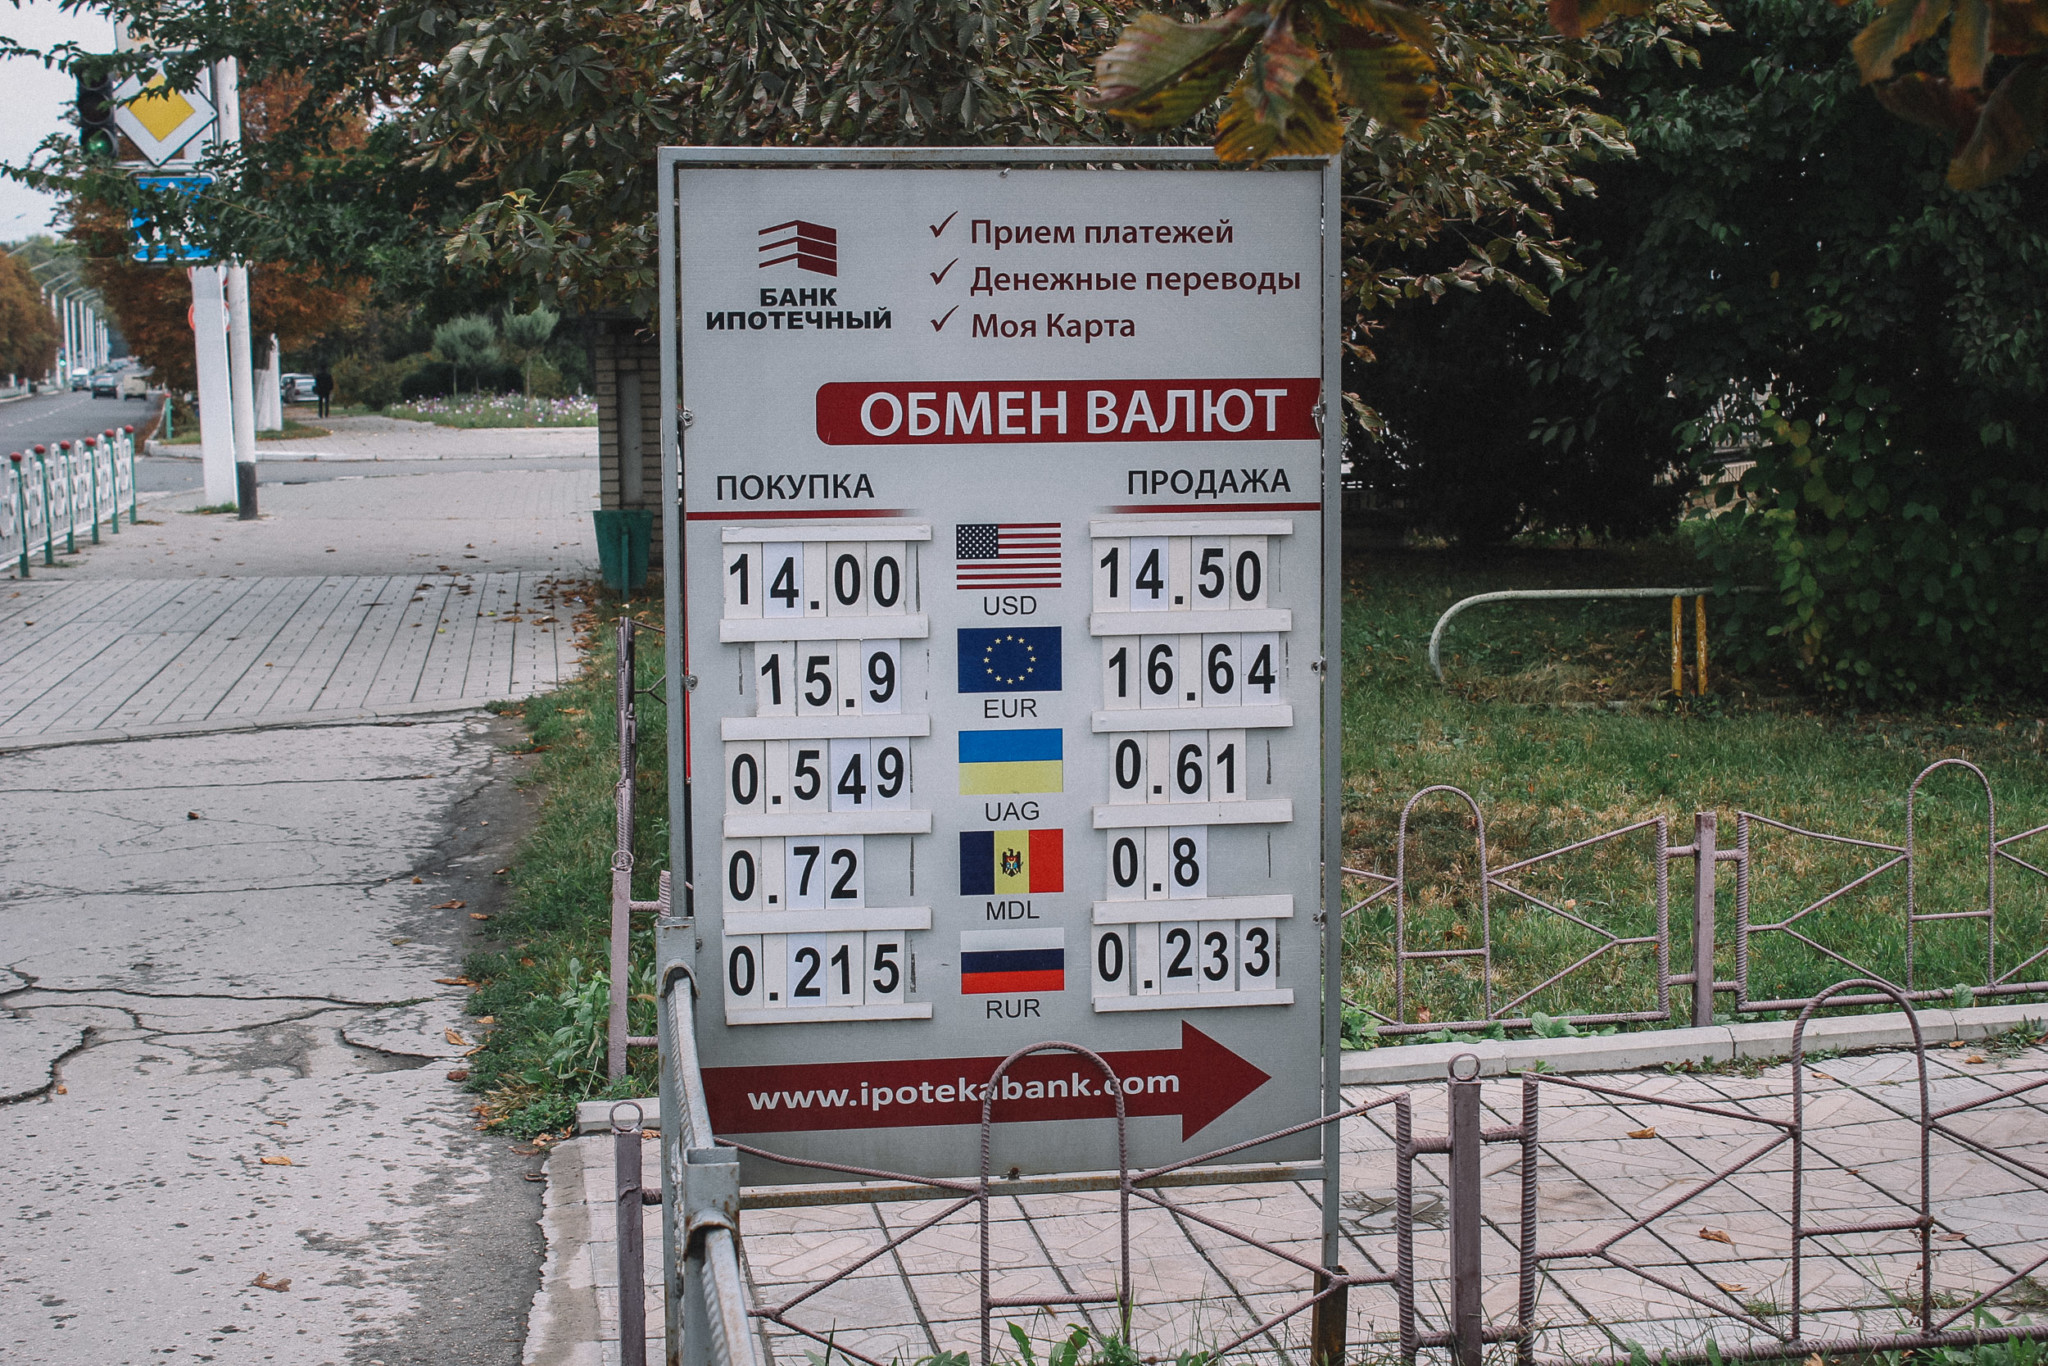 БАНК
ИПОТЕЧНЫЙ
✓ Прием платежей
✓ Денежные переводы
✓ Моя Карта
ОБМЕН ВАЛЮТ
ПОКУПКА ПРОДАЖА
14.00 USD 14.50
15.9 EUR 16.64
0.549 UAG 0.61
0.72 MDL 0.8
0.215 RUR 0.233
www.ipotekabank.com